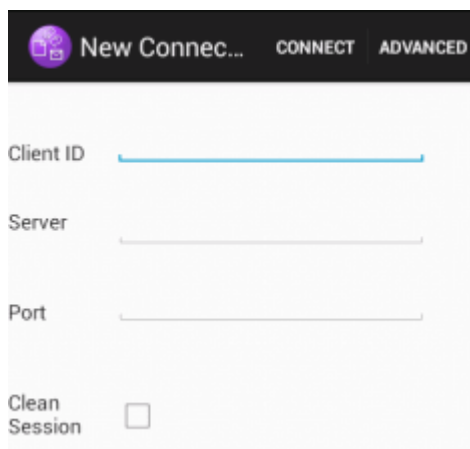 New Connec... CONNECT ADVANCED
Client ID
Server
Port
Clean
Session